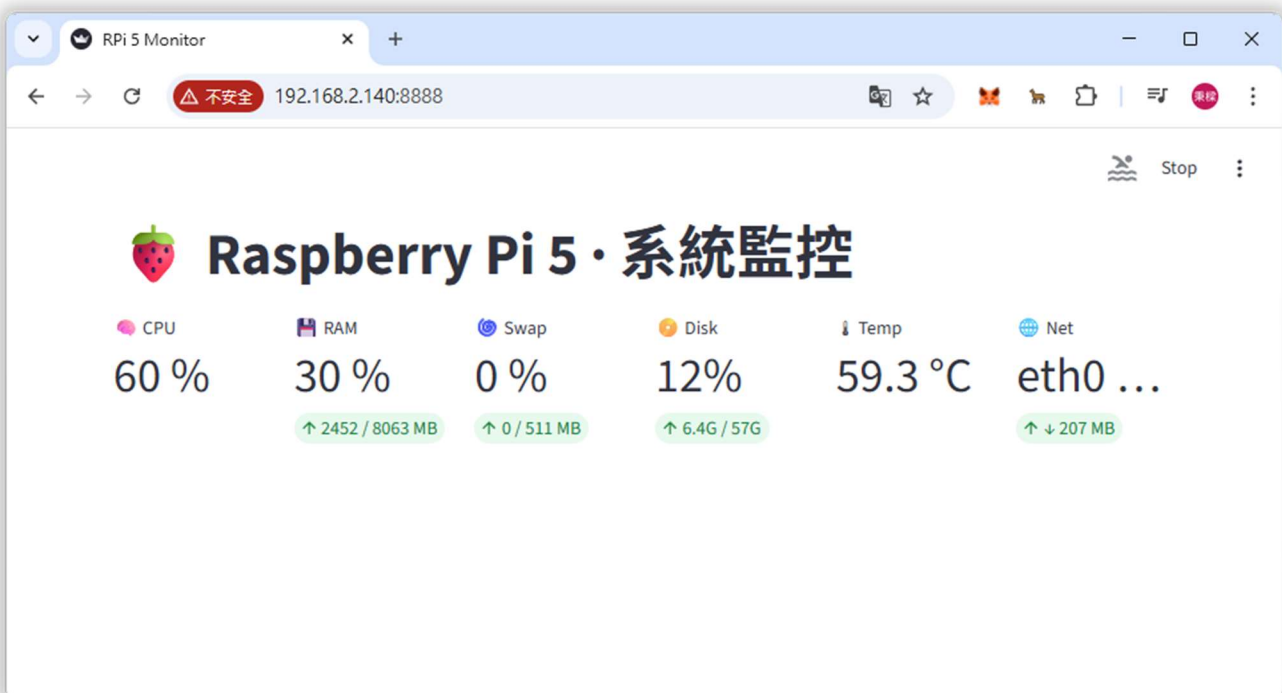 RPi 5 Monitor
不安全 192.168.2.140:8888
秉樑
Stop
Raspberry Pi 5 · 系統監控
CPU RAM Swap Disk Temp Net
60 % 30 % 0 % 12% 59.3 °C eth0 …
↑ 2452 / 8063 MB ↑ 0 / 511 MB ↑ 6.4G / 57G ↑ ↓ 207 MB